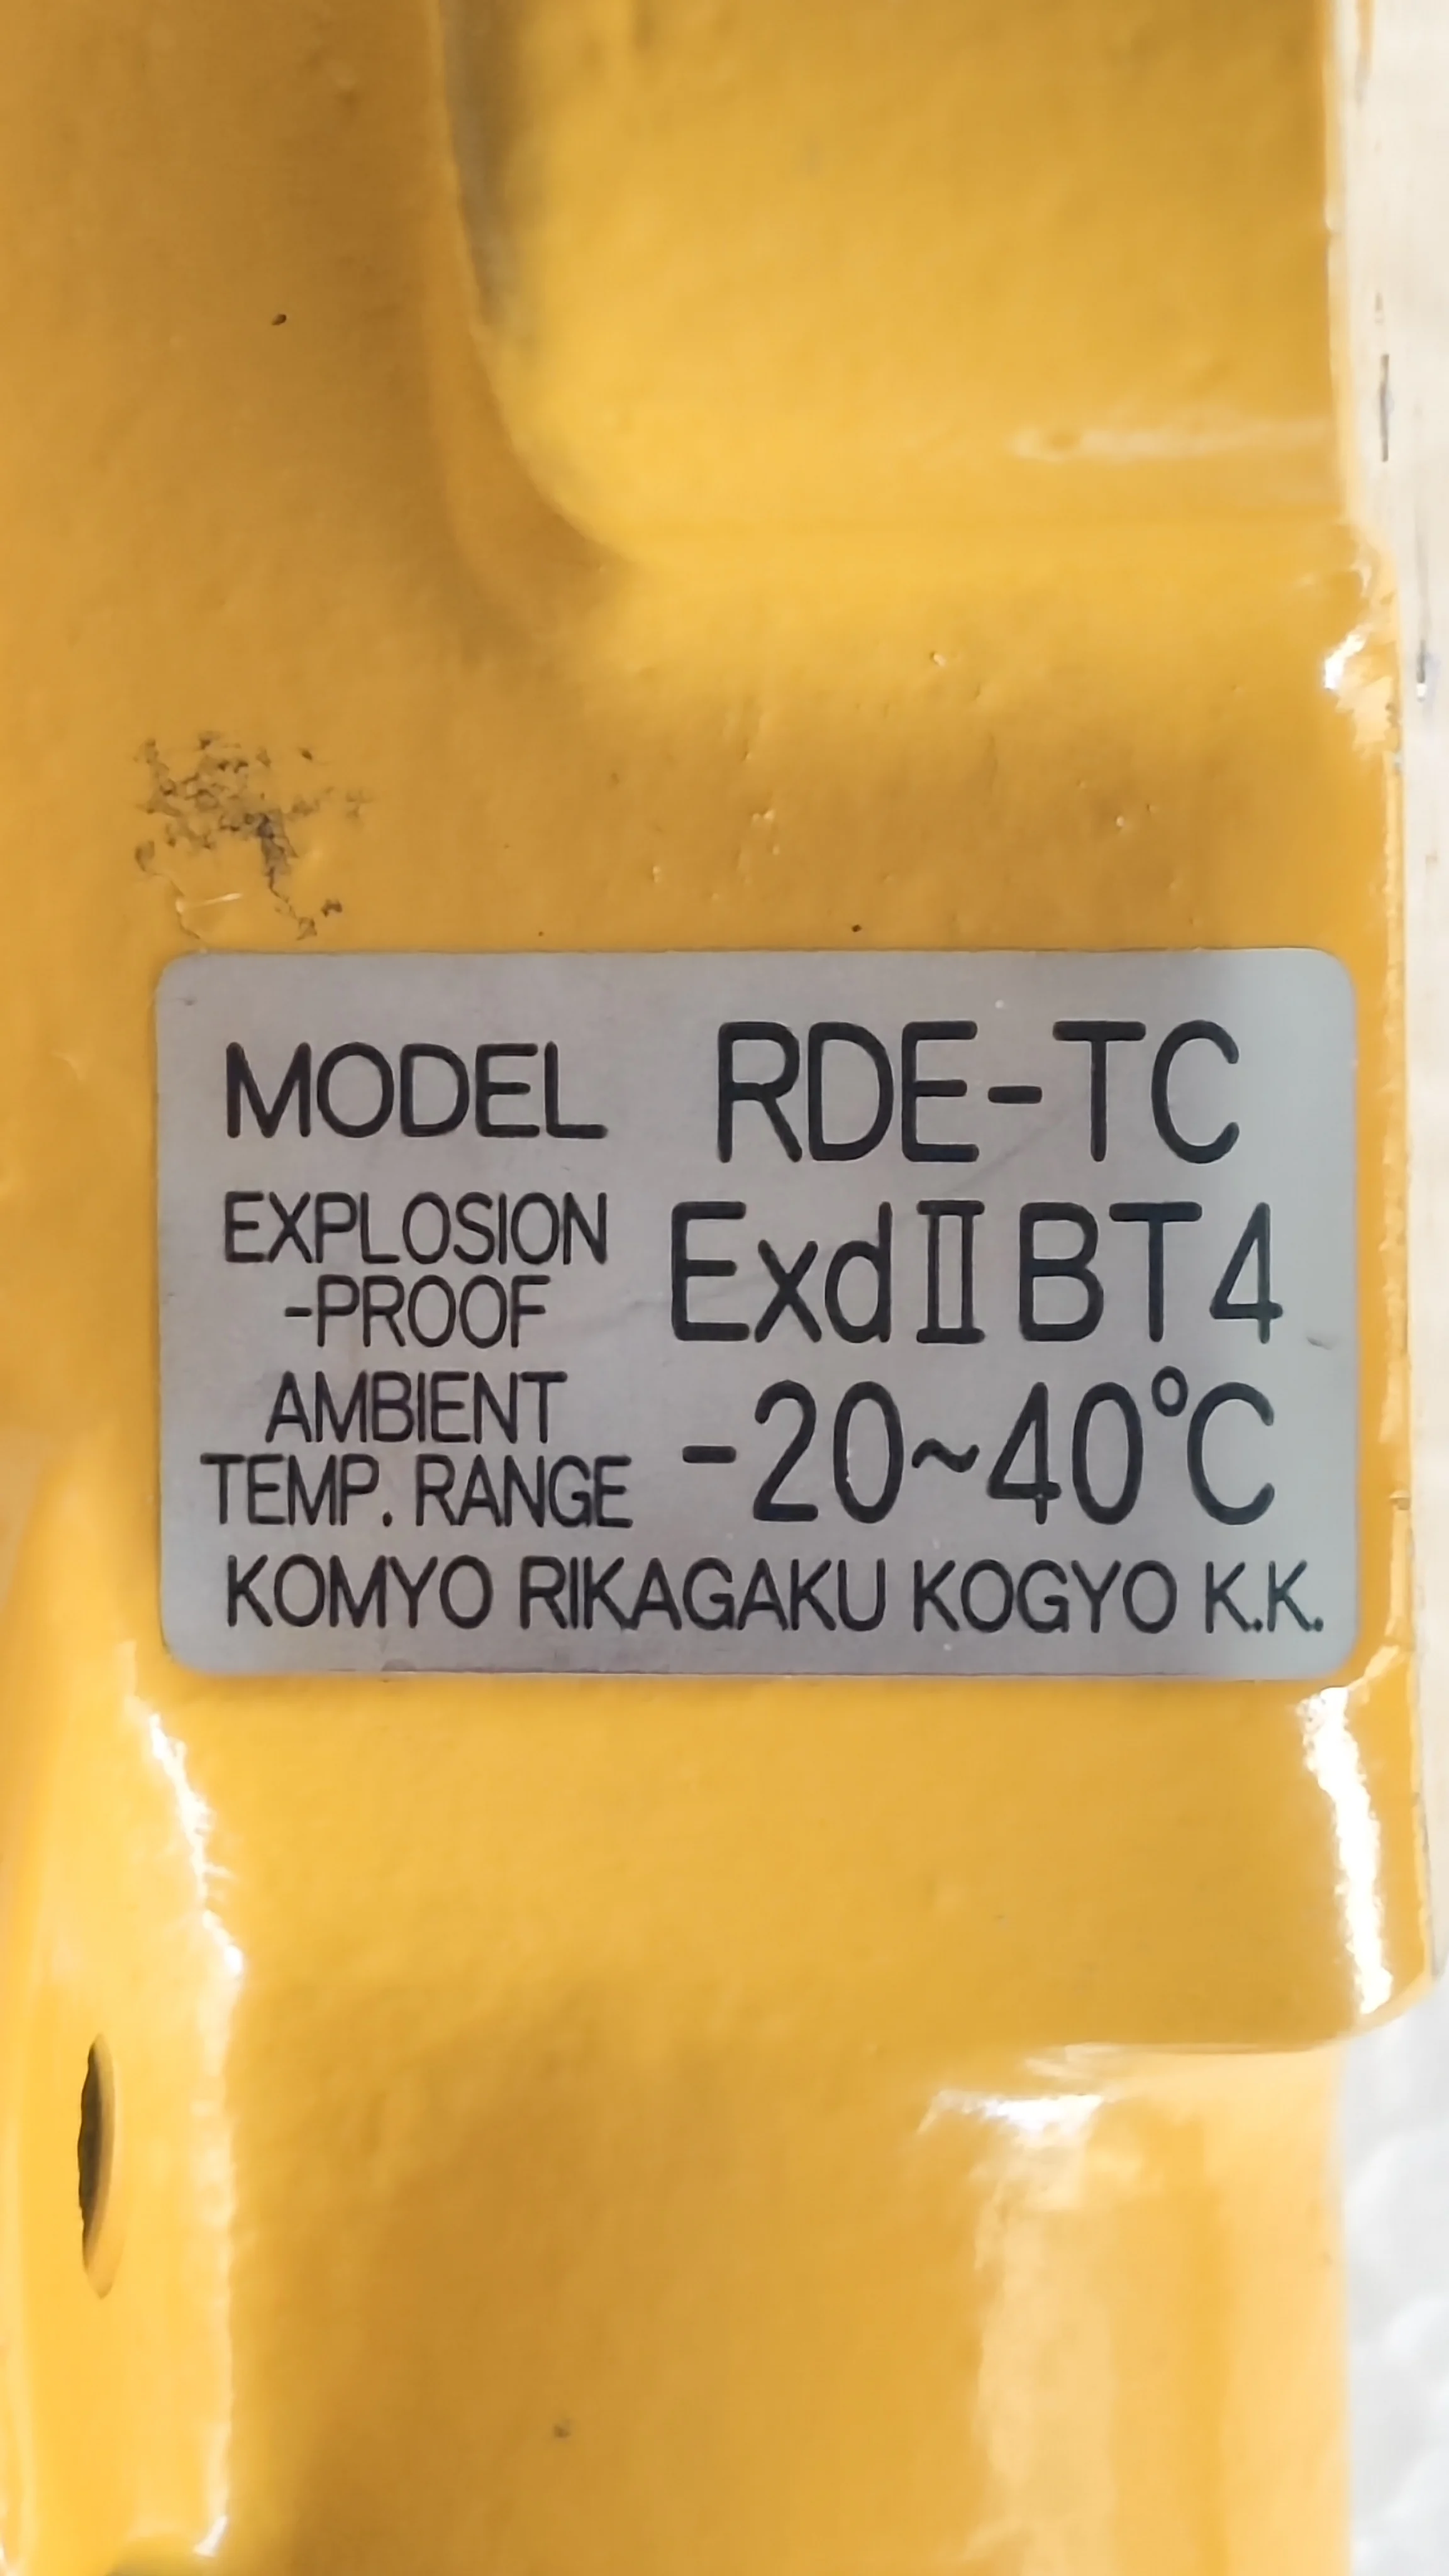 MODEL RDE-TC
EXPLOSION
-PROOF ExdⅡBT4
AMBIENT
TEMP. RANGE -20~40°C
KOMYO RIKAGAKU KOGYO K.K.